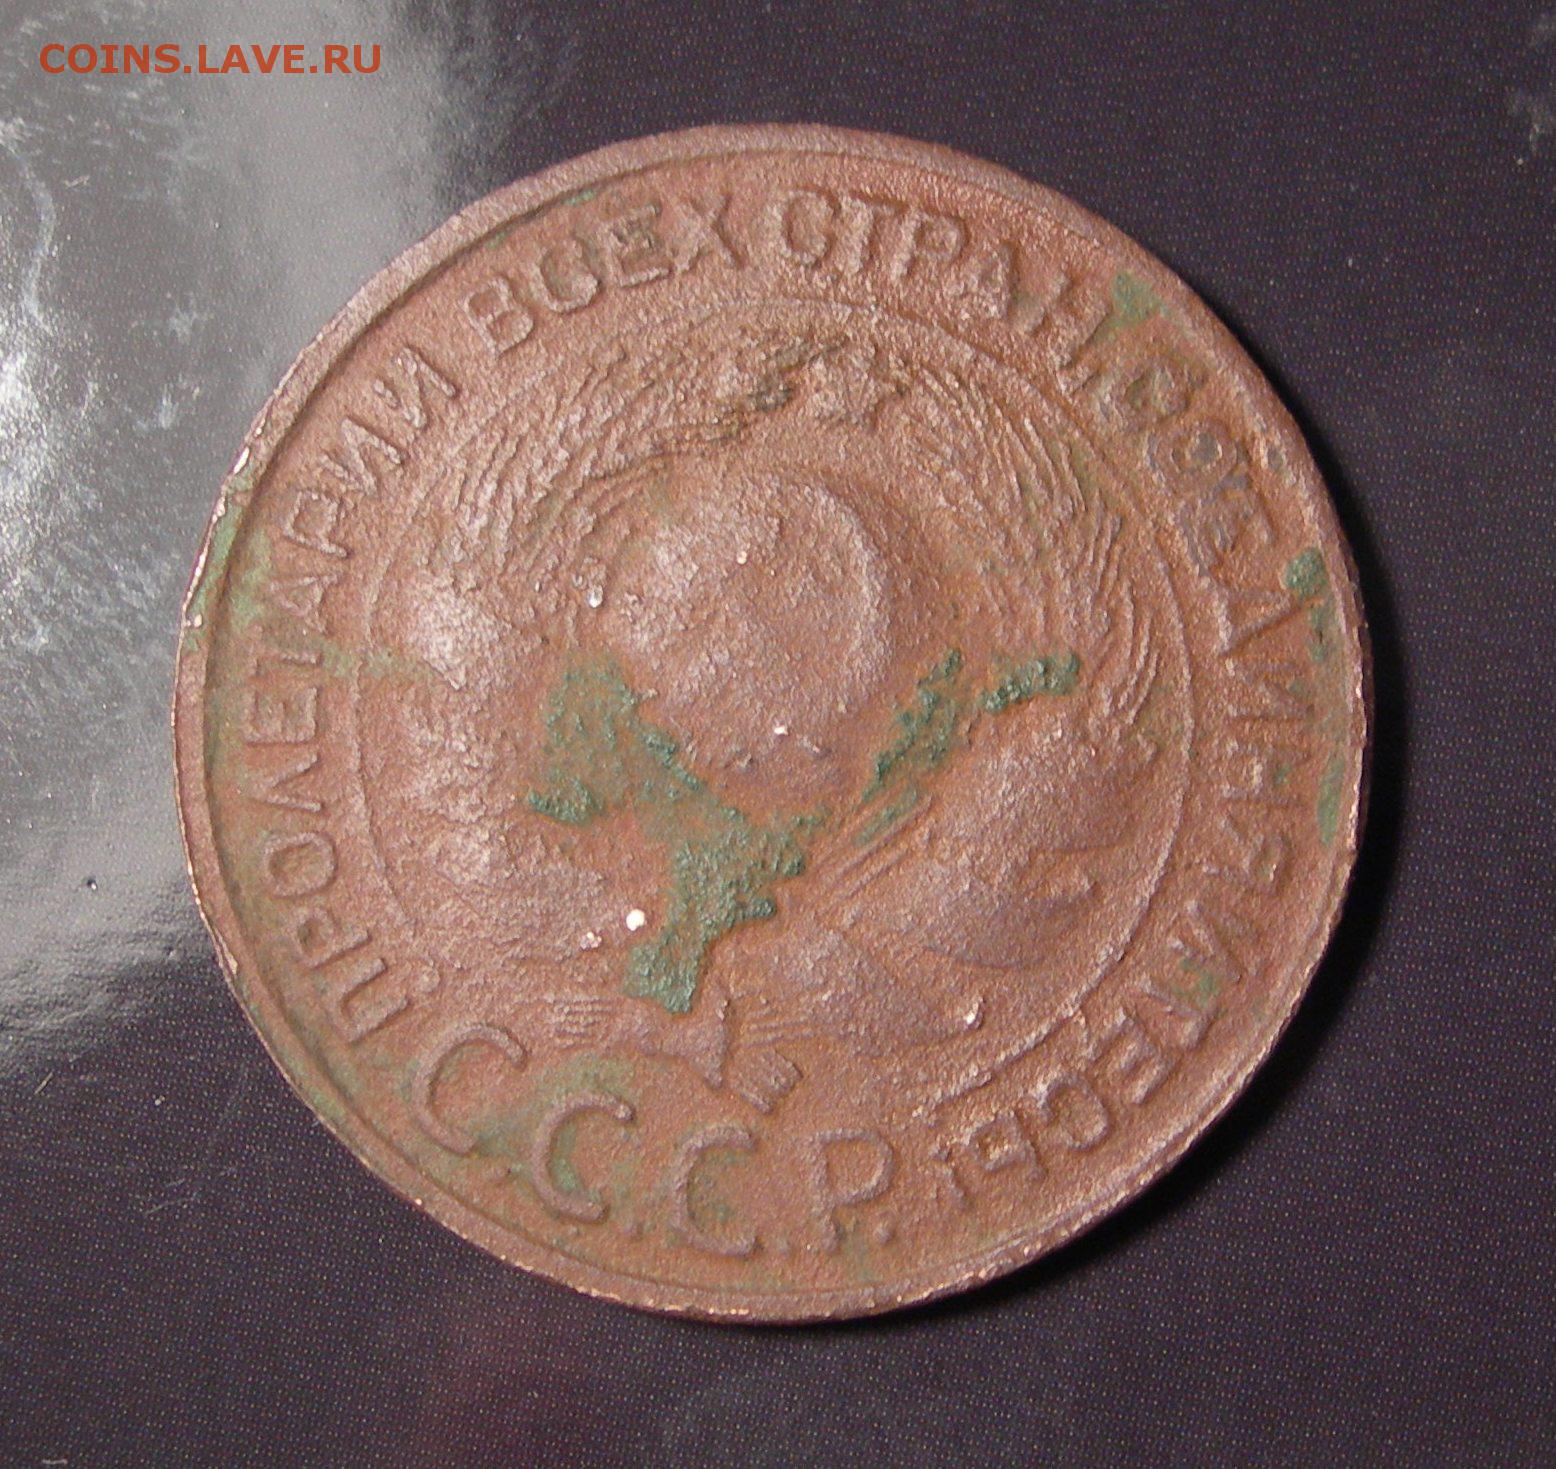 COINS.LAVE.RU
ПРОЛЕТАРИИ ВСЕХ СТРАН, СОЕДИНЯЙТЕСЬ!
С.С.С.Р.